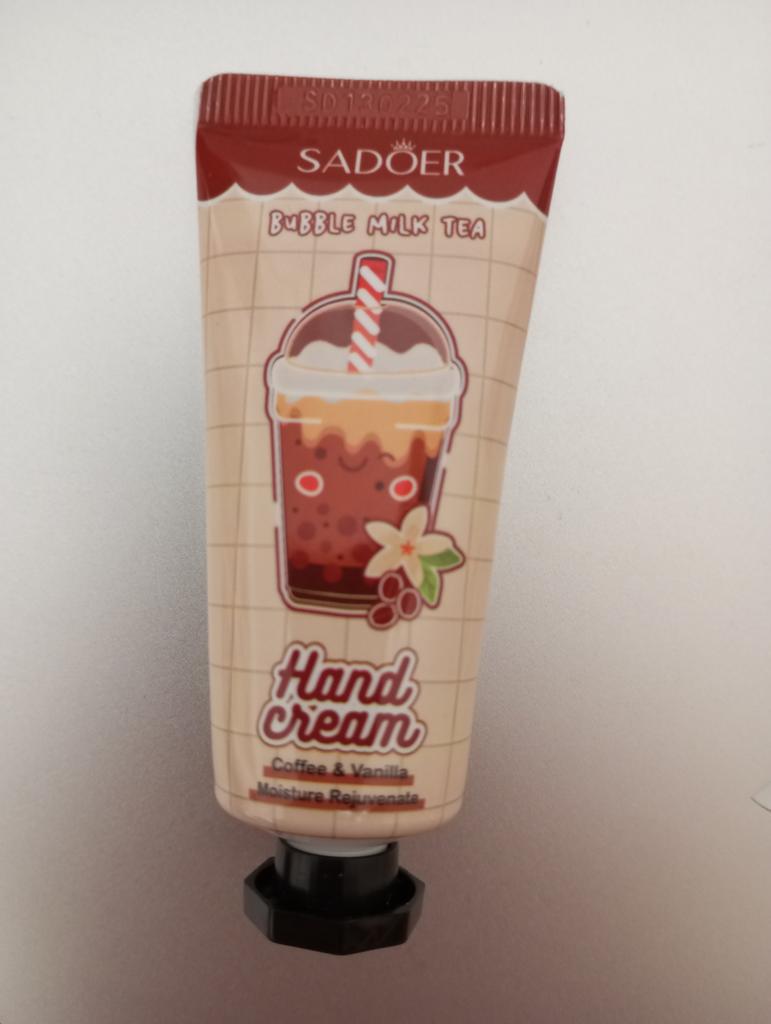 SD130225
SADOER
BUBBLE MILK TEA
Hand
cream
Coffee & Vanilla
Moisture Rejuvenate